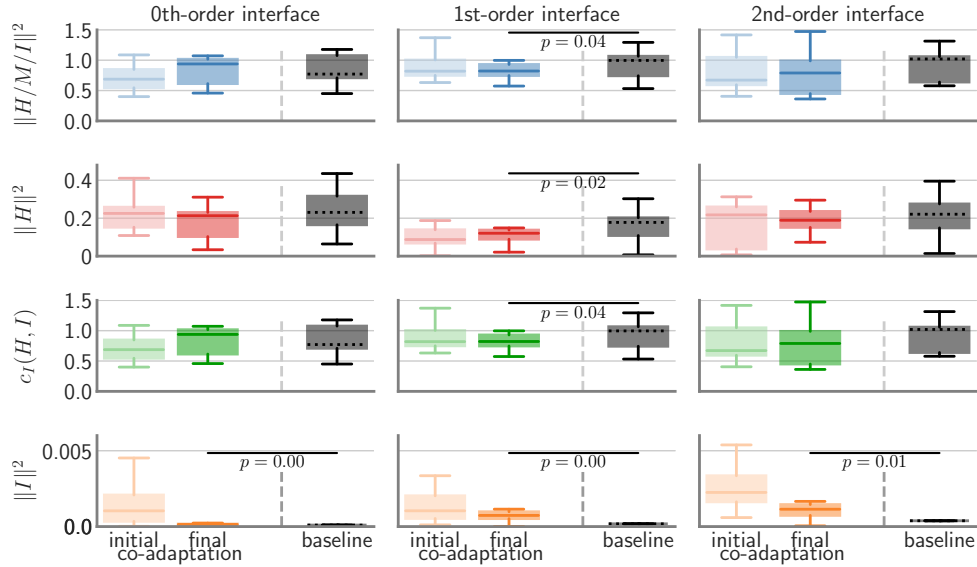 0th-order interface 1st-order interface 2nd-order interface
||H/M/I||²
1.5
1.0
0.5
0.0
p = 0.04
||H||²
0.4
0.2
0
p = 0.02
c_I(H, I)
1.5
1.0
0.5
0.0
p = 0.04
||I||²
0.005
0.0
p = 0.00
p = 0.00
p = 0.01
initial final baseline initial final baseline initial final baseline
co-adaptation co-adaptation co-adaptation